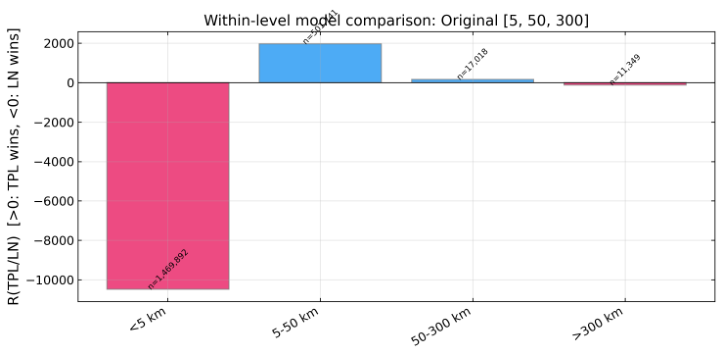 Within-level model comparison: Original [5, 50, 300]
R(TPL/LN) [>0: TPL wins, <0: LN wins]
2000
0
−2000
−4000
−6000
−8000
−10000
n=1,469,892
n=17,018
n=11,349
<5 km
5-50 km
50-300 km
>300 km